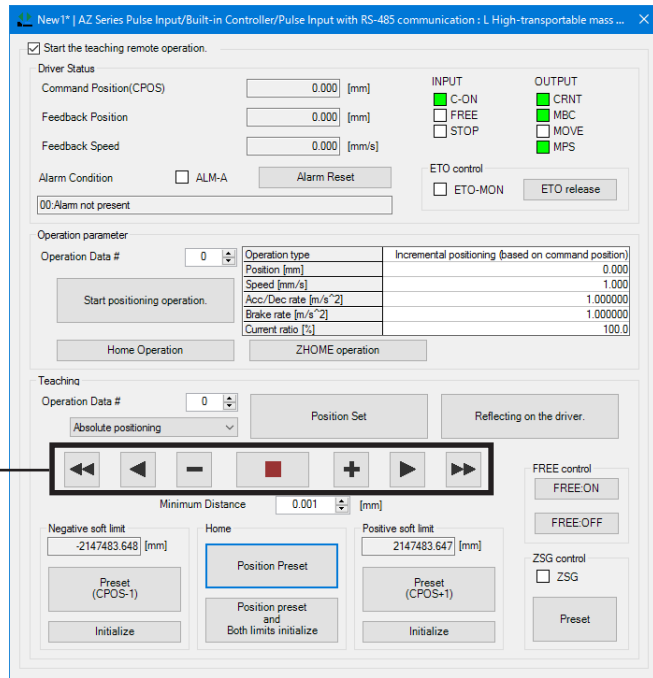 New1* | AZ Series Pulse Input/Built-in Controller/Pulse Input with RS-485 communication : L High-transportable mass ...
Start the teaching remote operation.
Driver Status
Command Position(CPOS) 0.000 [mm]
Feedback Position 0.000 [mm]
Feedback Speed 0.000 [mm/s]
INPUT
C-ON
FREE
STOP
OUTPUT
CRNT
MBC
MOVE
MPS
Alarm Condition ALM-A Alarm Reset
00:Alarm not present
ETO control
ETO-MON ETO release
Operation parameter
Operation Data # 0
Start positioning operation.
Operation type Incremental positioning (based on command position)
Position [mm] 0.000
Speed [mm/s] 1.000
Acc/Dec rate [m/s^2] 1.000000
Brake rate [m/s^2] 1.000000
Current ratio [%] 100.0
Home Operation ZHOME operation
Teaching
Operation Data # 0
Absolute positioning
Position Set
Reflecting on the driver.
Minimum Distance 0.001 [mm]
FREE control
FREE:ON
FREE:OFF
Negative soft limit
-2147483.648 [mm]
Preset
(CPOS-1)
Initialize
Home
Position Preset
Position preset
and
Both limits initialize
Positive soft limit
2147483.647 [mm]
Preset
(CPOS+1)
Initialize
ZSG control
ZSG
Preset